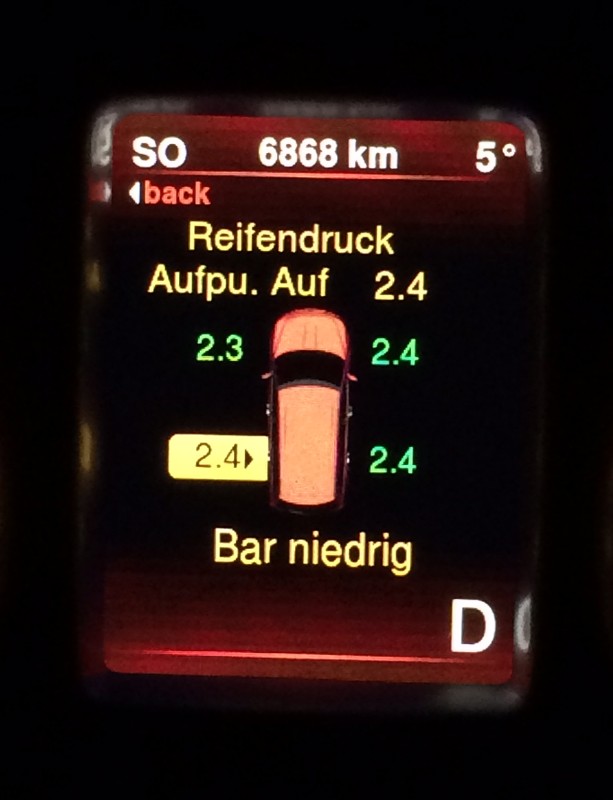 SO 6868 km 5°
back
Reifendruck
Aufpu. Auf 2.4
2.3 2.4
2.4 2.4
Bar niedrig
D